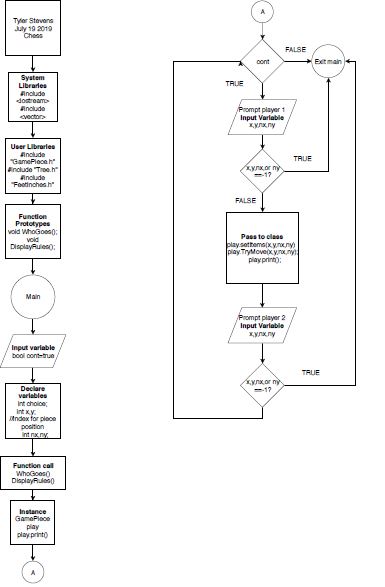 Tyler Stevens
July 19 2019
Chess
System
Libraries
#include
<iostream>
#include
<vector>
User Libraries
#include
"GamePiece.h"
#include "Tree.h"
#include
"FeetInches.h"
Function
Prototypes
void WhoGoes();
void
DisplayRules();
Main
Input variable
bool cont=true
Declare
variables
int choice;
int x,y;
//Index for piece
position
int nx,ny;
Function call
WhoGoes()
DisplayRules()
Instance
GamePiece
play
play.print()
A
A
cont
FALSE
Exit main
TRUE
Prompt player 1
Input Variable
x,y,nx,ny
x,y,nx,or ny
==-1?
TRUE
FALSE
Pass to class
play.setItems(x,y,nx,ny)
play.TryMove(x,y,nx,ny);
play.print();
Prompt player 2
Input Variable
x,y,nx,ny
x,y,nx,or ny
==-1?
TRUE